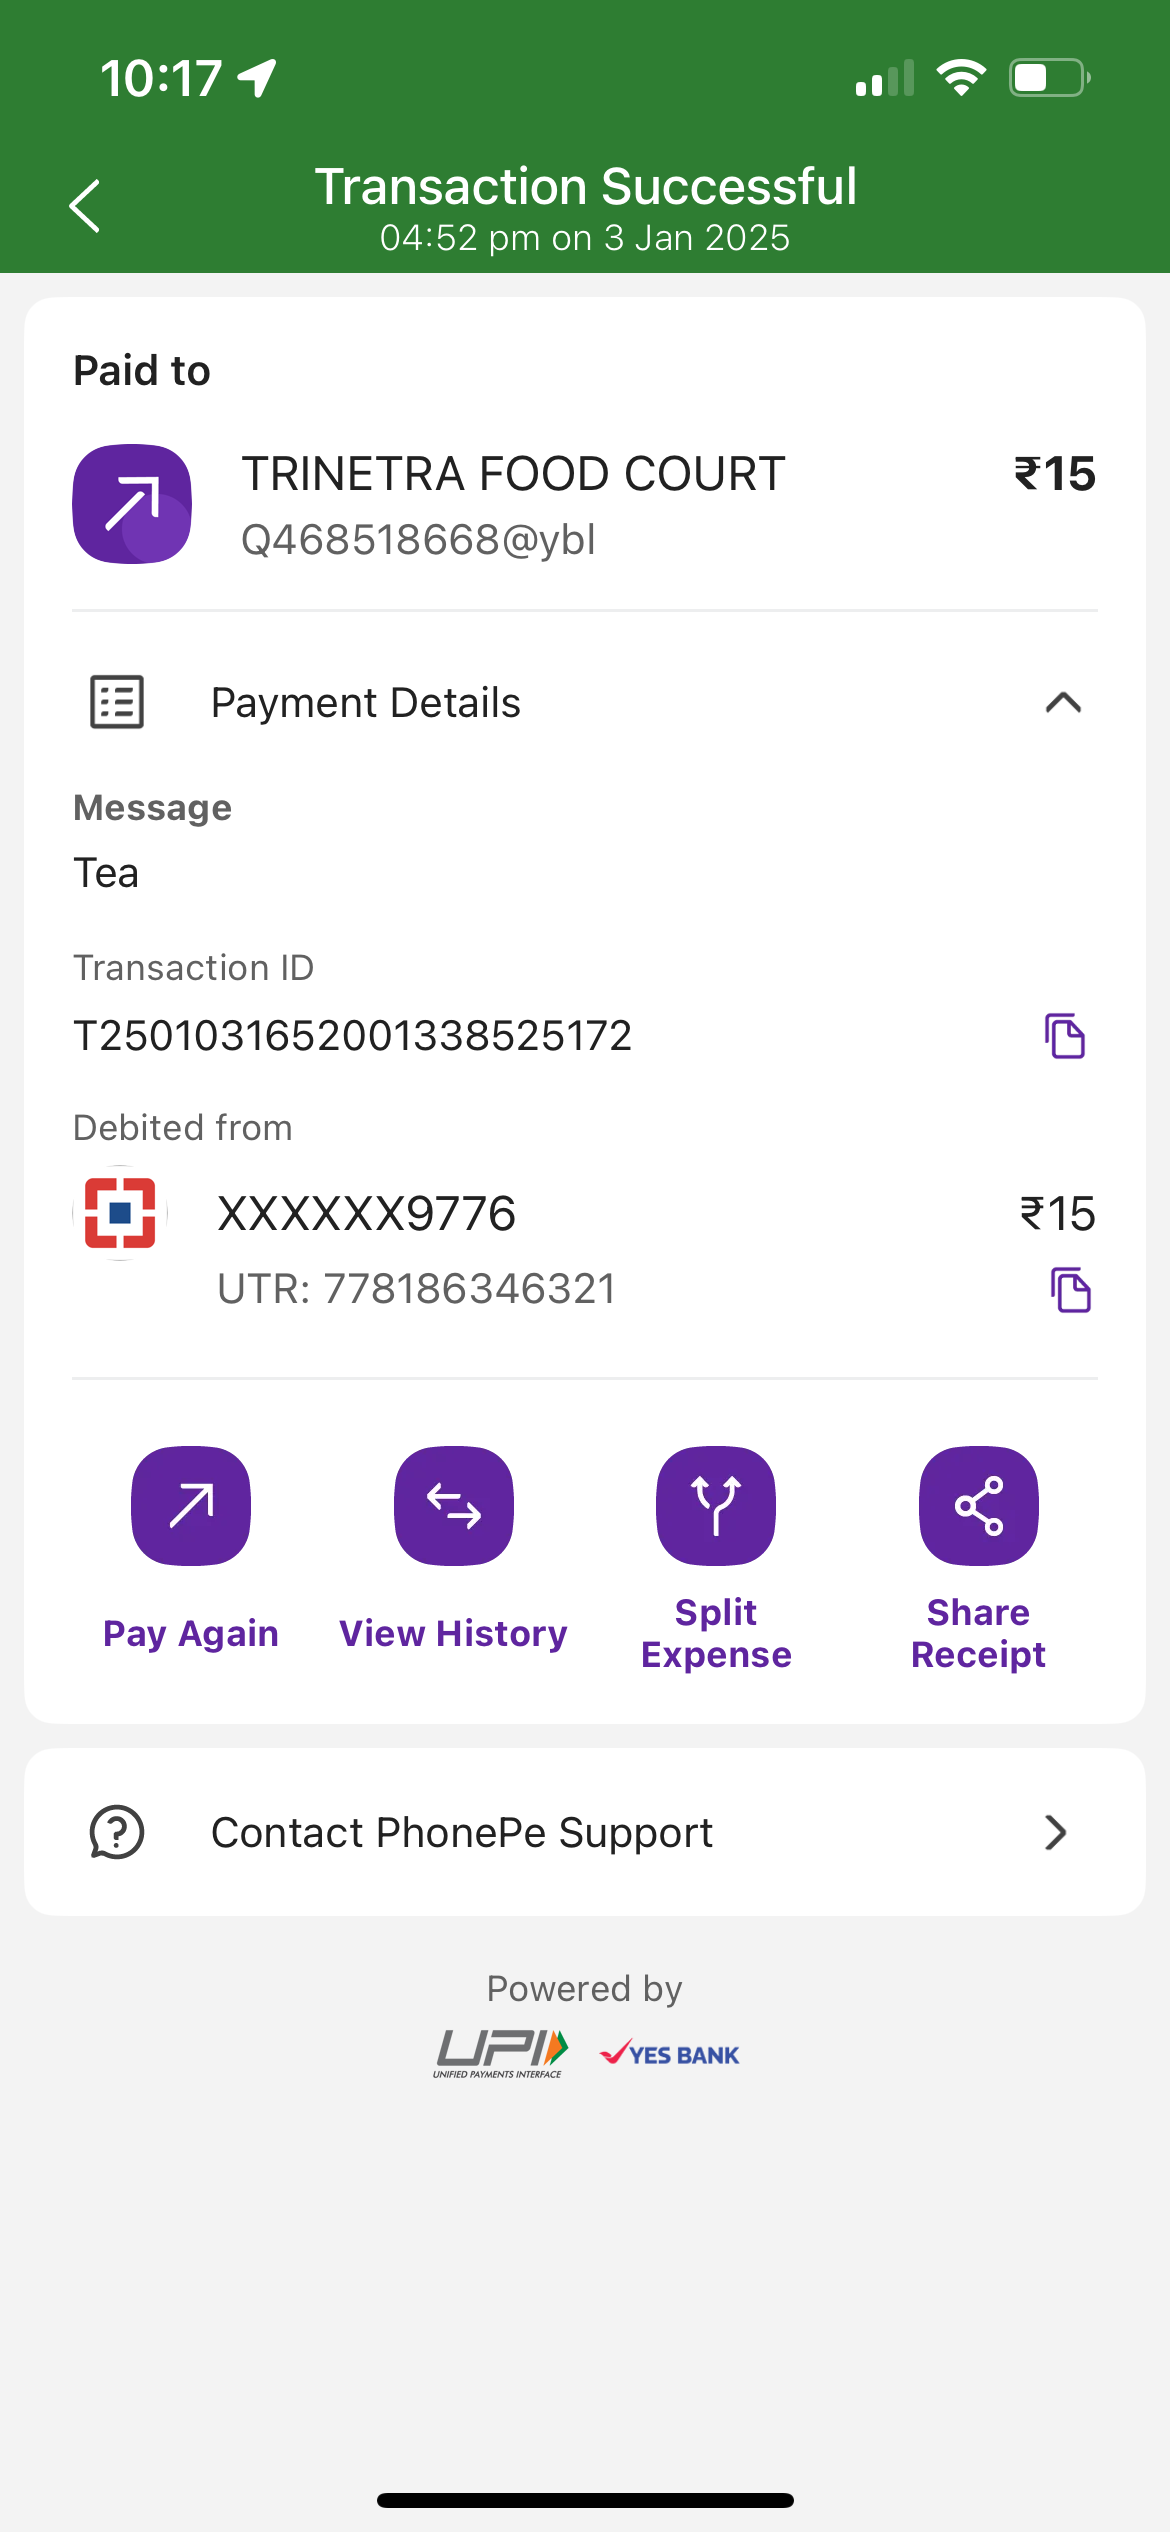 10:17
Transaction Successful
04:52 pm on 3 Jan 2025
Paid to
TRINETRA FOOD COURT ₹15
Q468518668@ybl
Payment Details
Message
Tea
Transaction ID
T2501031652001338525172
Debited from
XXXXXX9776 ₹15
UTR: 778186346321
Pay Again
View History
Split
Expense
Share
Receipt
Contact PhonePe Support
Powered by
UPI
UNIFIED PAYMENTS INTERFACE
YES BANK